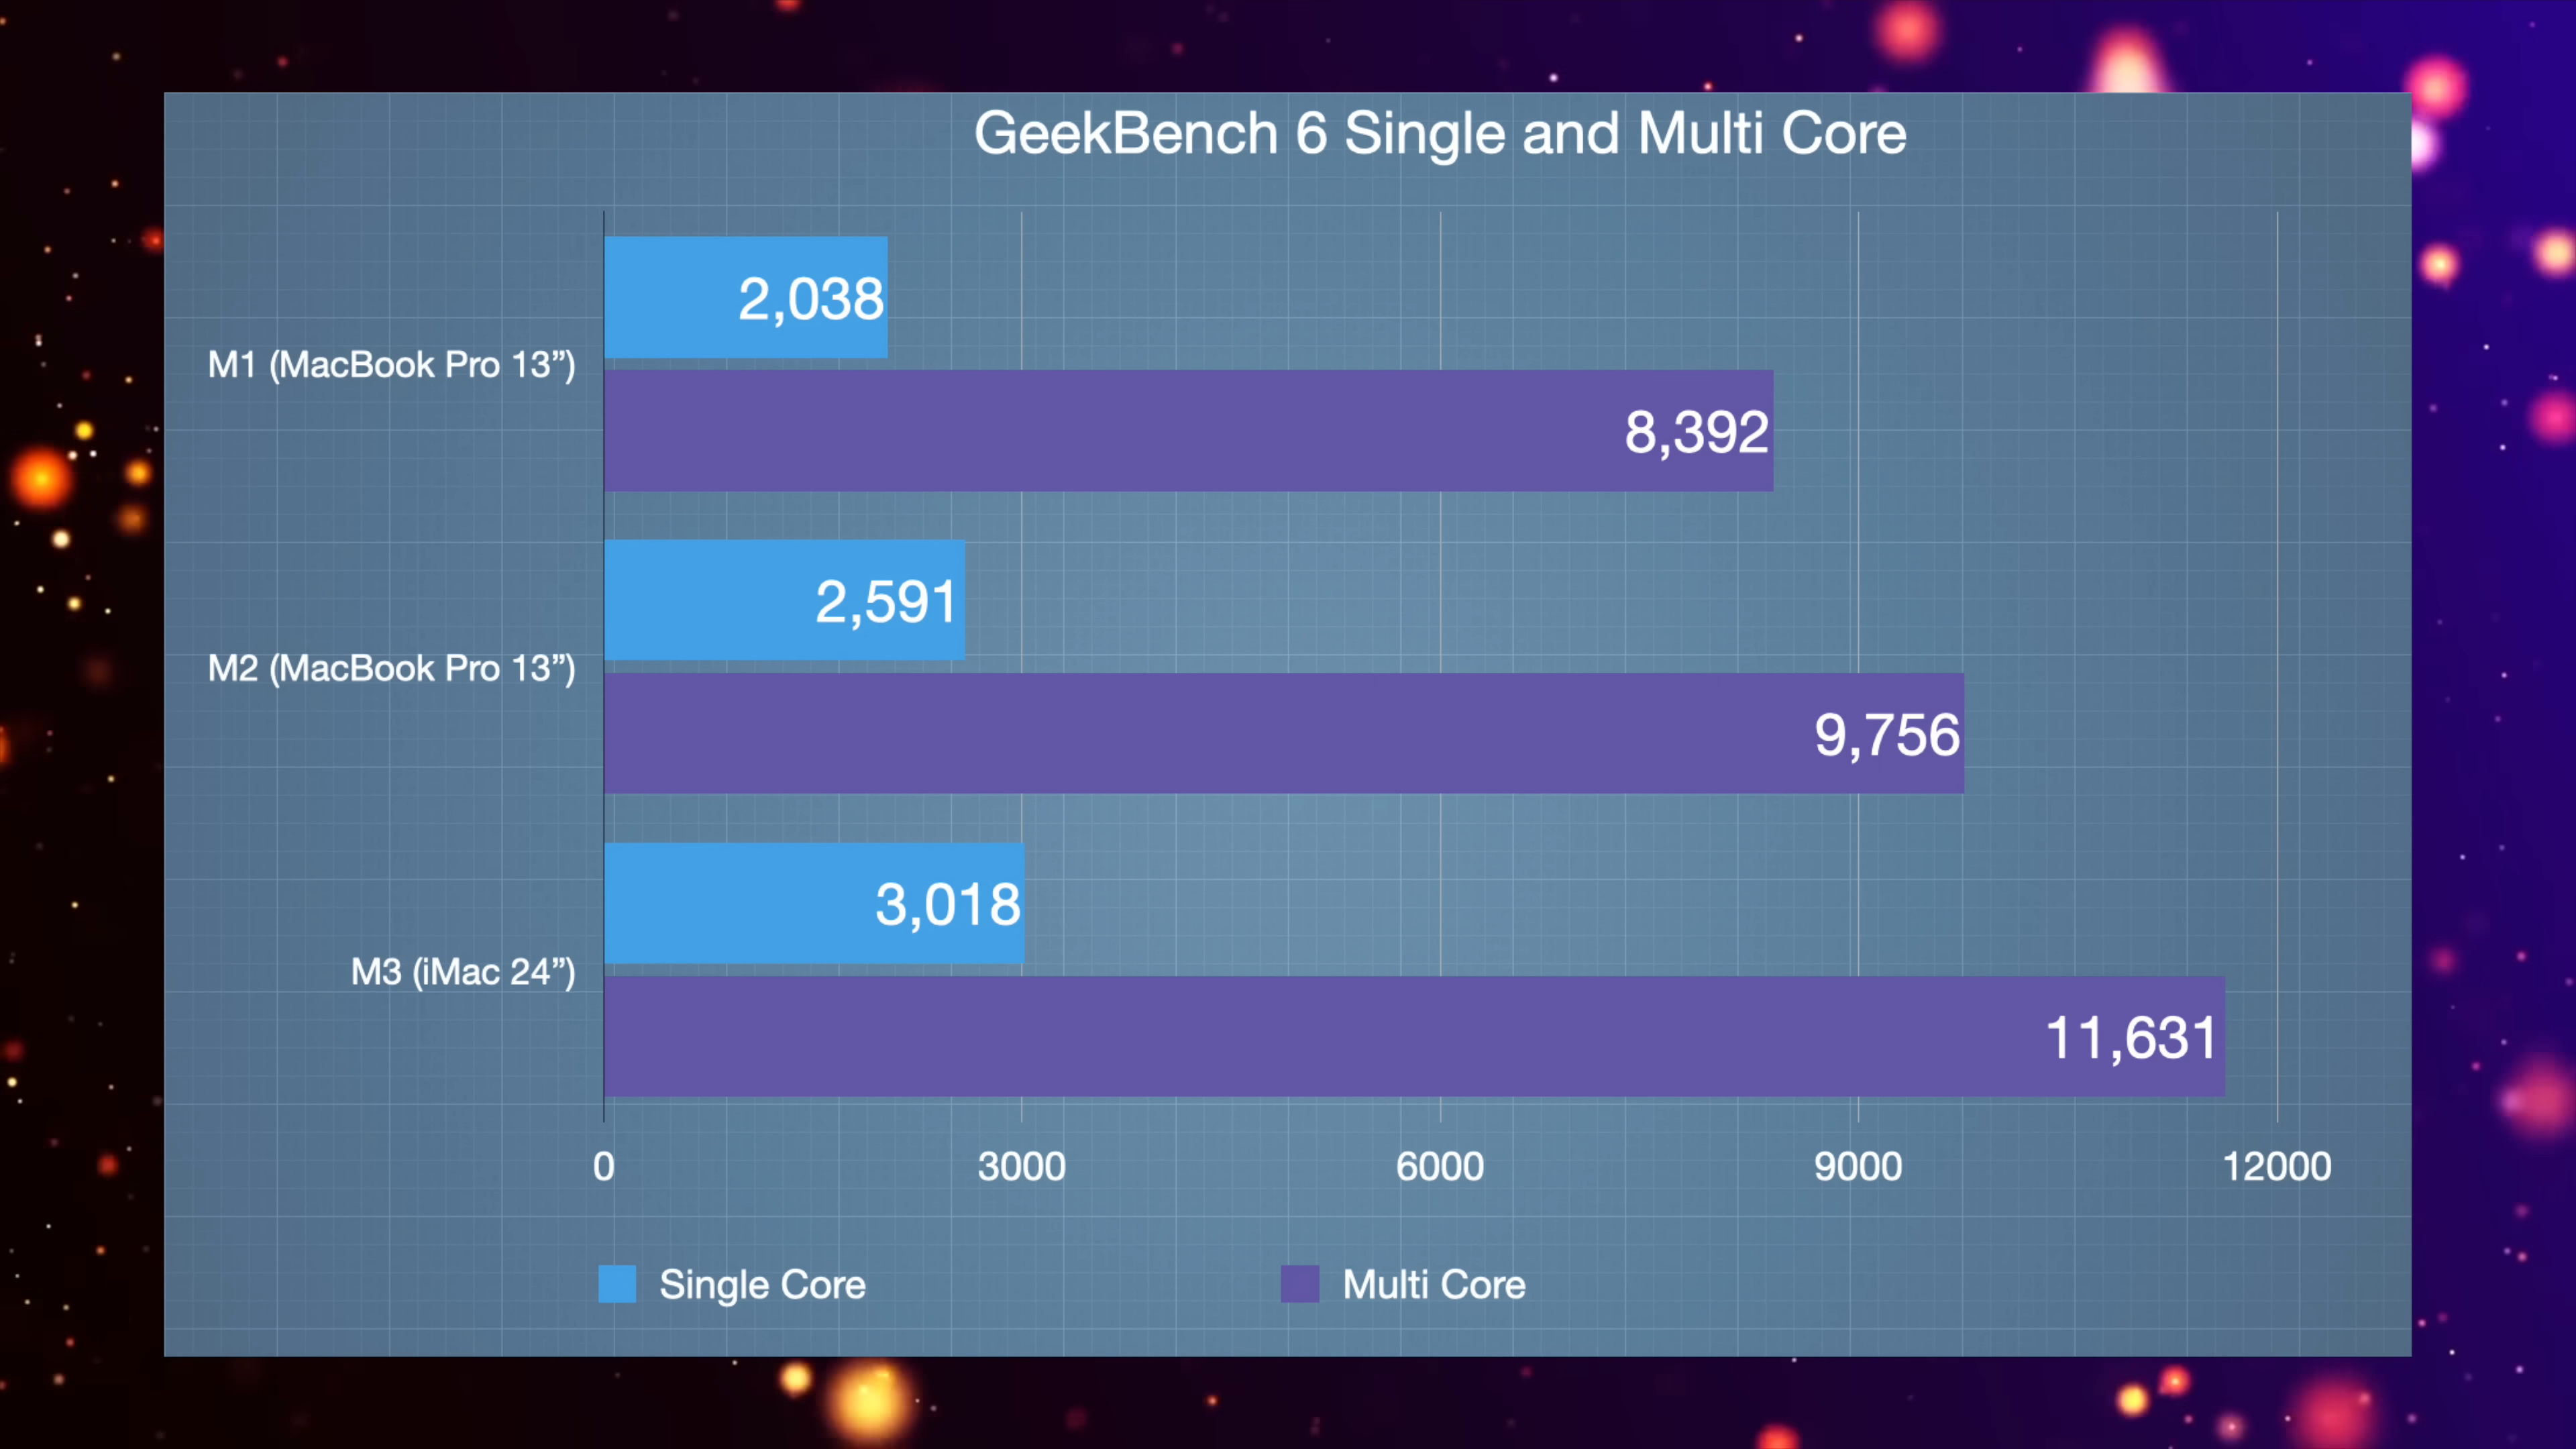 GeekBench 6 Single and Multi Core
2,038
M1 (MacBook Pro 13”)
8,392
2,591
M2 (MacBook Pro 13”)
9,756
3,018
M3 (iMac 24”)
11,631
0 3000 6000 9000 12000
Single Core Multi Core